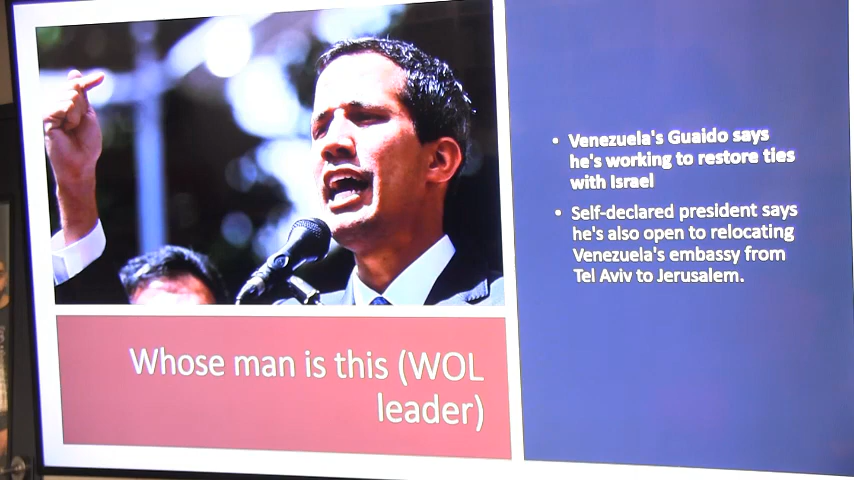 Whose man is this (WOL
leader)
• Venezuela's Guaido says
he's working to restore ties
with Israel
• Self-declared president says
he's also open to relocating
Venezuela's embassy from
Tel Aviv to Jerusalem.